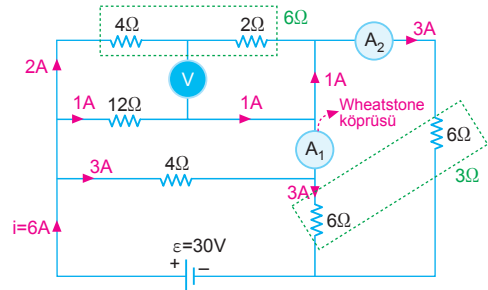 4Ω 2Ω 6Ω
A₂ 3A
2A
V
1A
1A 12Ω 1A
Wheatstone
köprüsü
A₁
6Ω
3A 4Ω
3Ω
3A
6Ω
i=6A
ε=30V
+ −